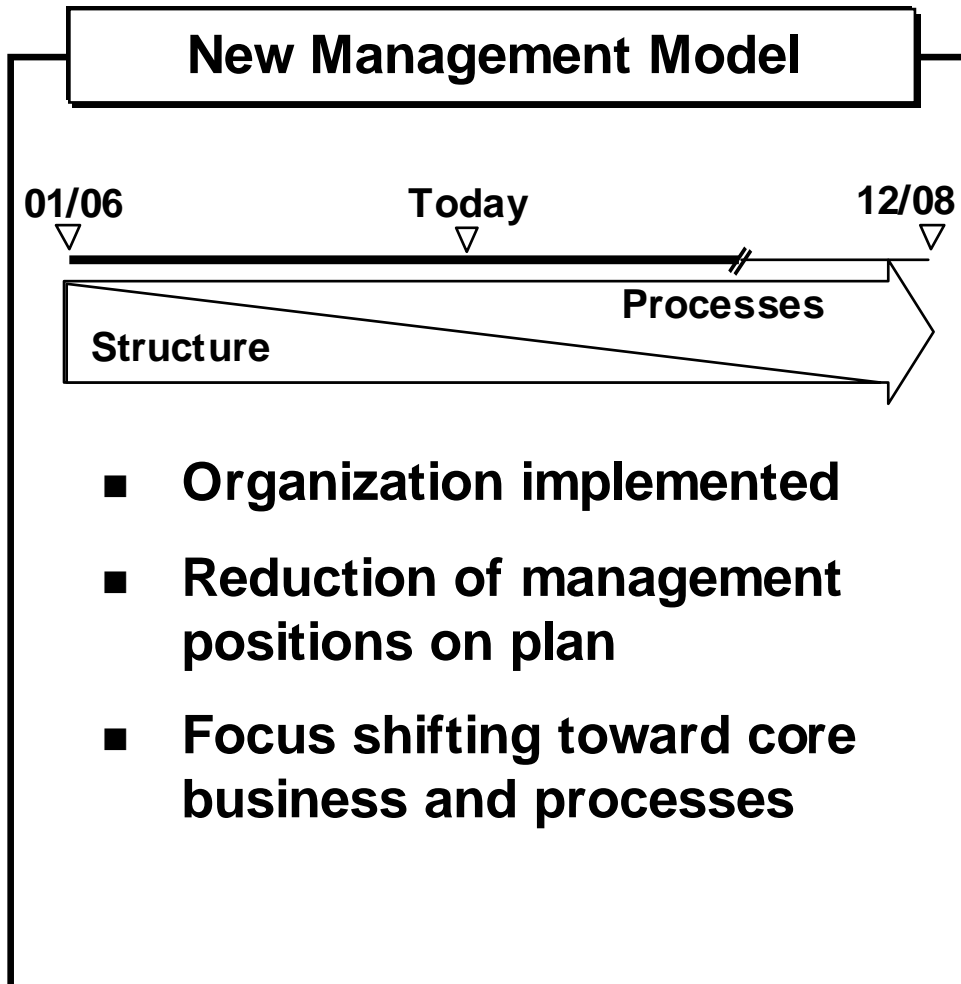 New Management Model
01/06 Today 12/08
Processes
Structure
■ Organization implemented
■ Reduction of management
positions on plan
■ Focus shifting toward core
business and processes